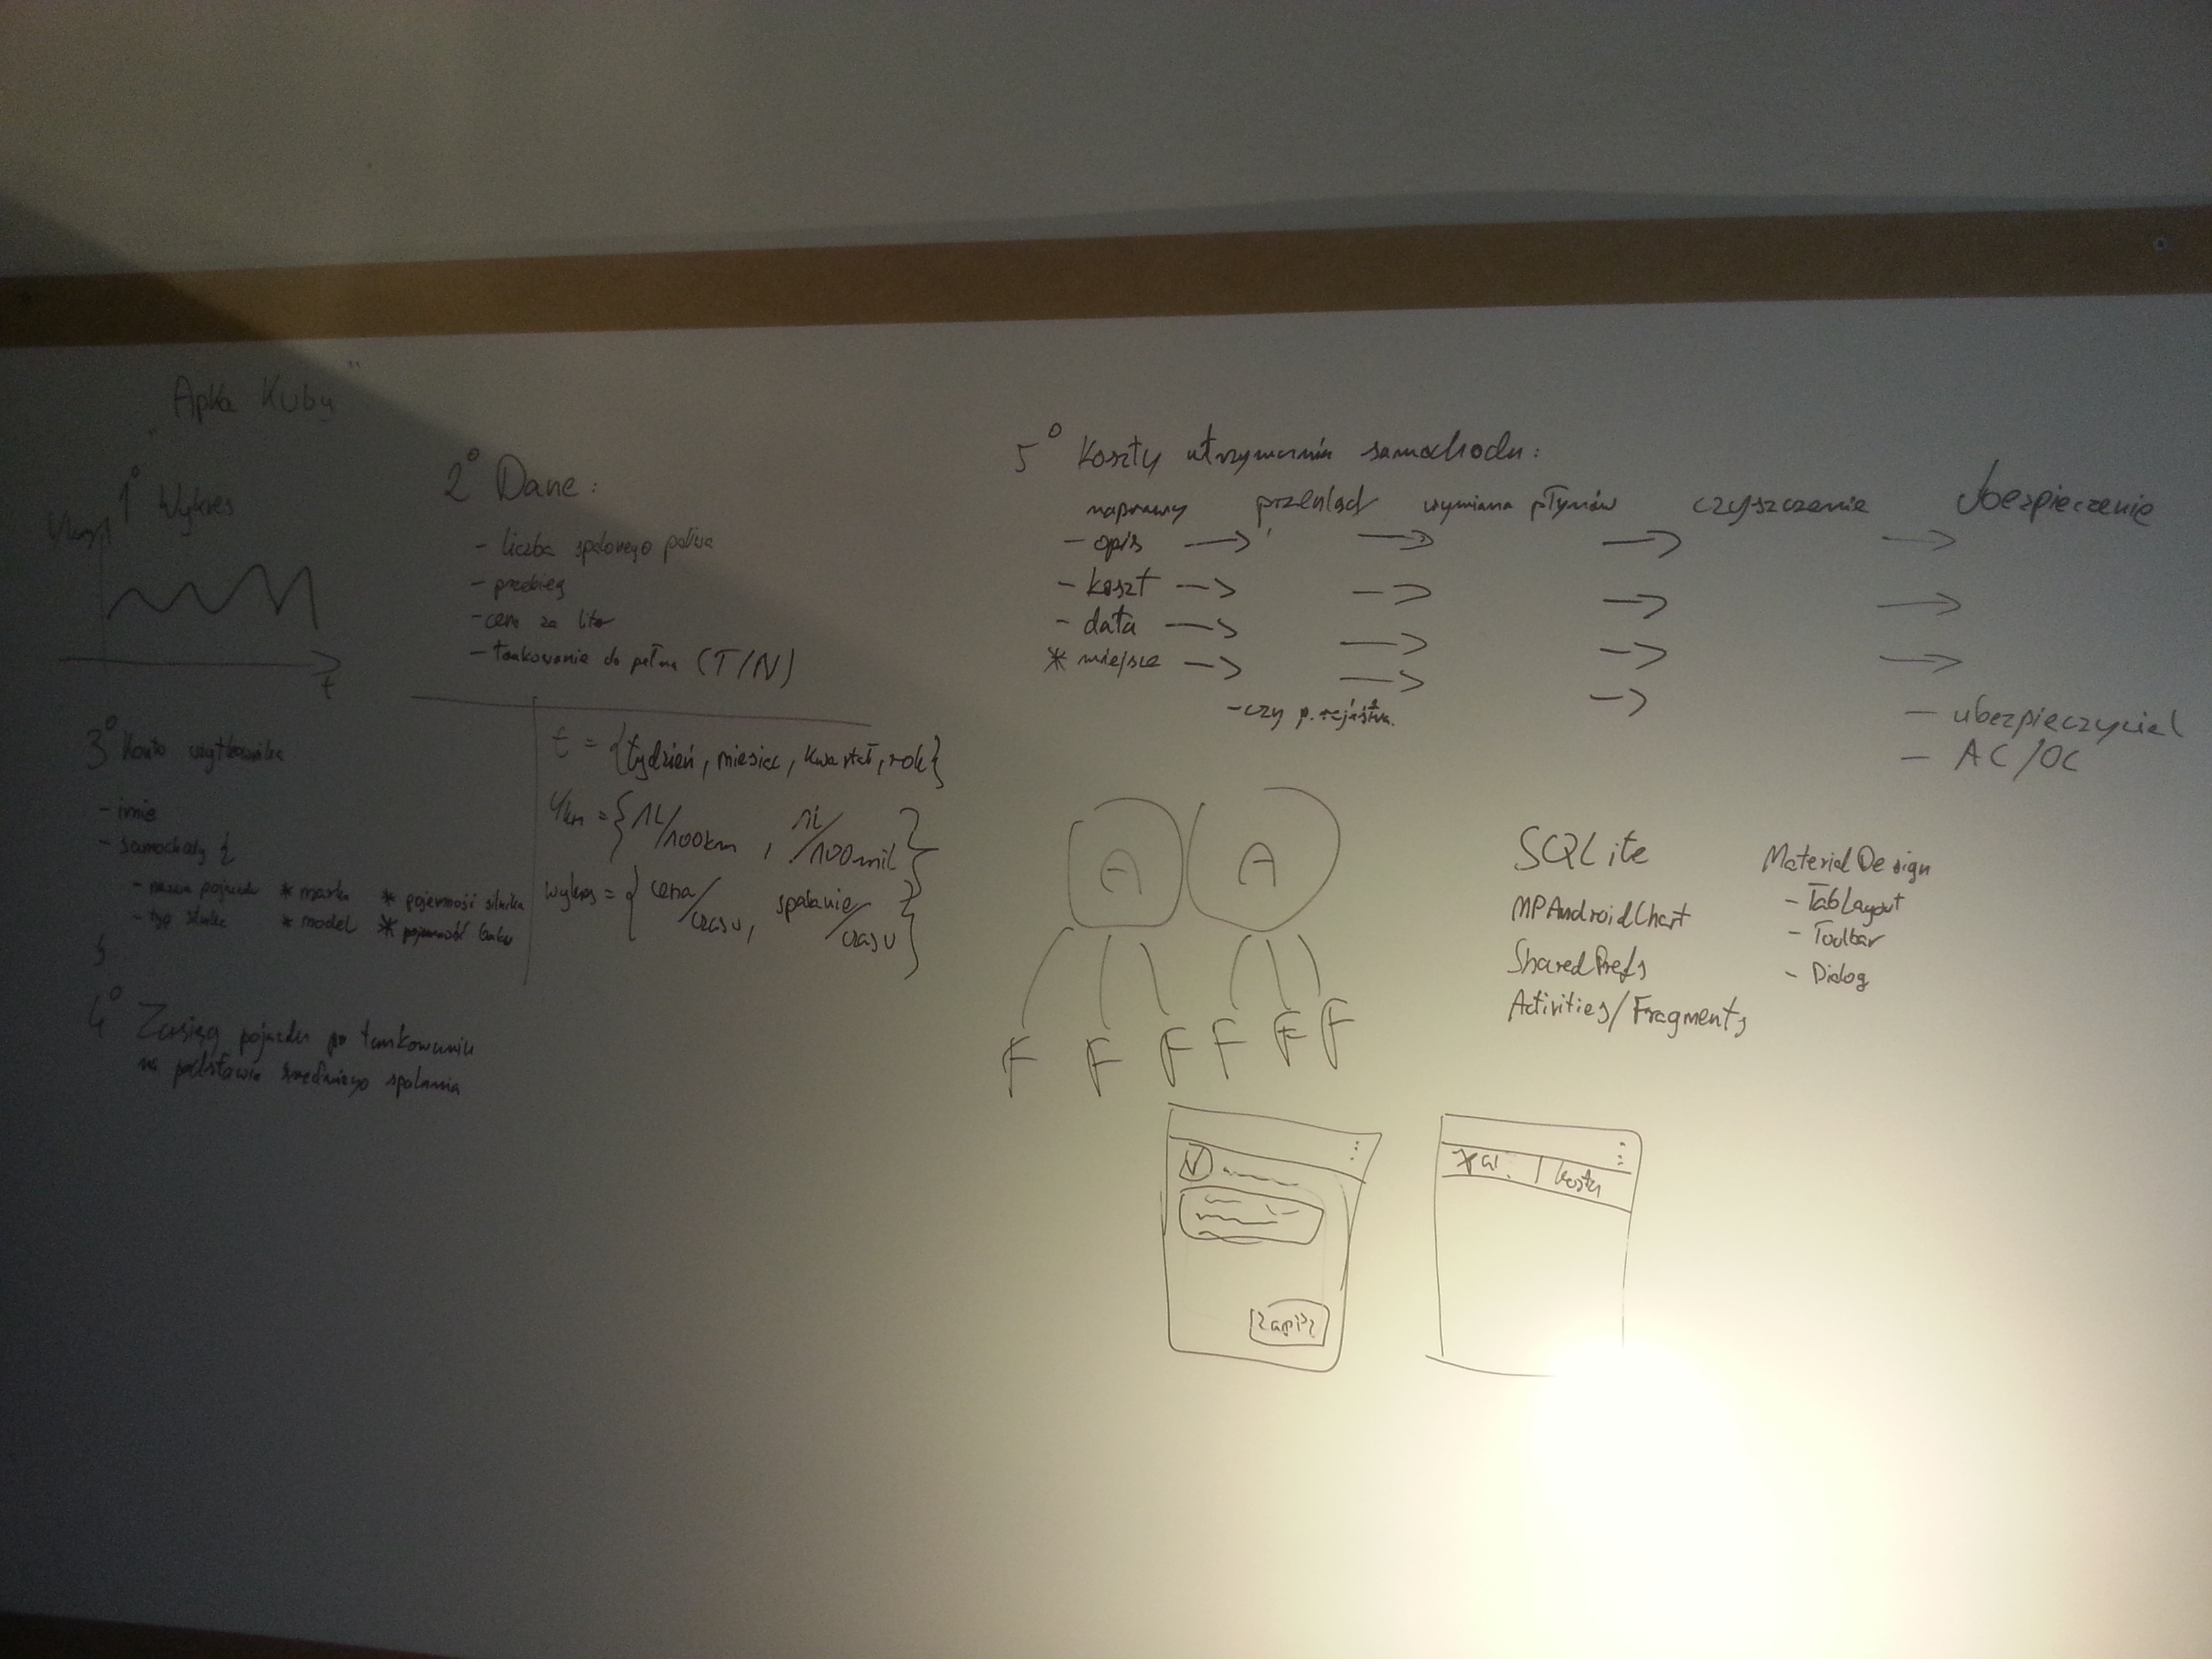 "Apka Kuby"
1° Wykres
t
2° Dane:
- liczba spalonego paliwa
- przebieg
- cena za litr
- tankowanie do pełna (T/N)
t = {tydzień, miesiąc, kwartał, rok}
l/km = {1L/100km, 1L/100mil}
wykres = {cena/czasu, spalanie/czasu}
3° Konto użytkownika
- imię
- samochody {
- nazwa pojazdu * marka * pojemność silnika
- typ silnika * model * pojemność baku
}
4° Zasięg pojazdu po tankowaniu
na podstawie średniego spalania
5° Koszty utrzymania samochodu:
naprawy przegląd wymiana płynów czyszczenie Ubezpieczenie
- opis → → → →
- koszt → → → →
- data → → → →
* miejsce → → →
- czy p.
- ubezpieczyciel
- AC/OC
A A
F F F F F F
SQLite
MPAndroidChart
SharedPrefs
Activities/Fragments
Material Design
- TabLayout
- Toolbar
- Dialog
Zapisz
koszty